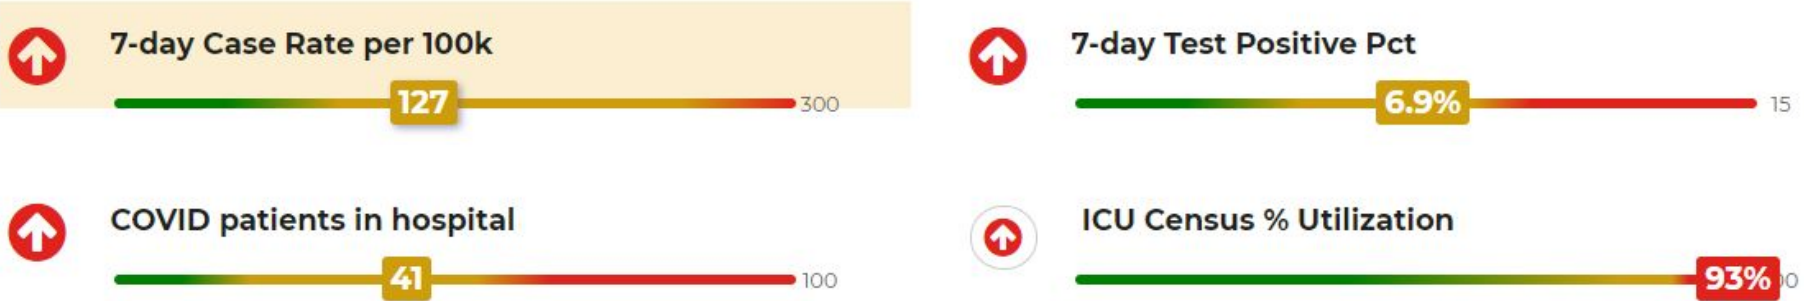 7-day Case Rate per 100k
127
300
7-day Test Positive Pct
6.9%
15
COVID patients in hospital
41
100
ICU Census % Utilization
93%